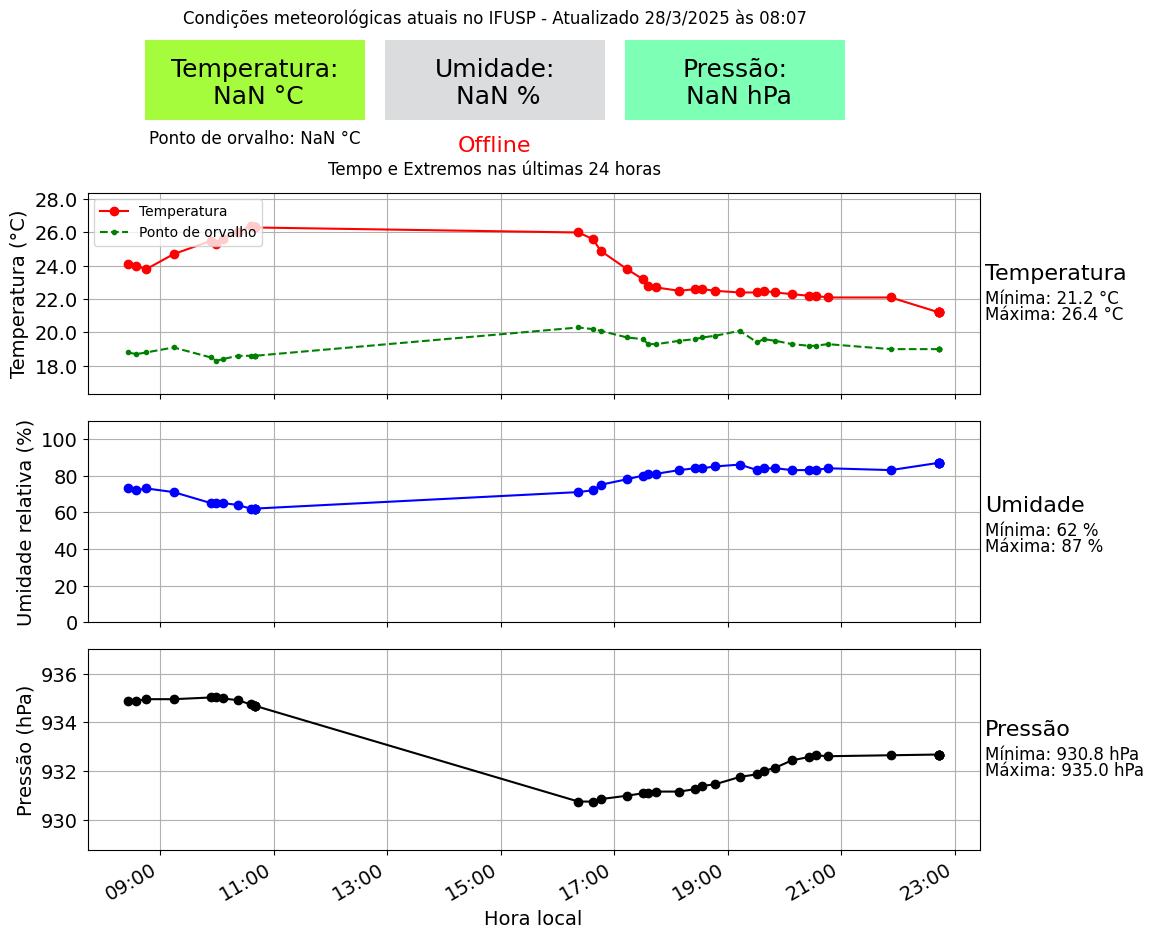 Condições meteorológicas atuais no IFUSP - Atualizado 28/3/2025 às 08:07
Temperatura:
NaN °C
Umidade:
NaN %
Pressão:
NaN hPa
Ponto de orvalho: NaN °C
Offline
Tempo e Extremos nas últimas 24 horas
Temperatura (°C)
28.0
26.0
24.0
22.0
20.0
18.0
Temperatura
Ponto de orvalho
Temperatura
Mínima: 21.2 °C
Máxima: 26.4 °C
Umidade relativa (%)
100
80
60
40
20
0
Umidade
Mínima: 62 %
Máxima: 87 %
Pressão (hPa)
936
934
932
930
Pressão
Mínima: 930.8 hPa
Máxima: 935.0 hPa
09:00
11:00
13:00
15:00
17:00
19:00
21:00
23:00
Hora local